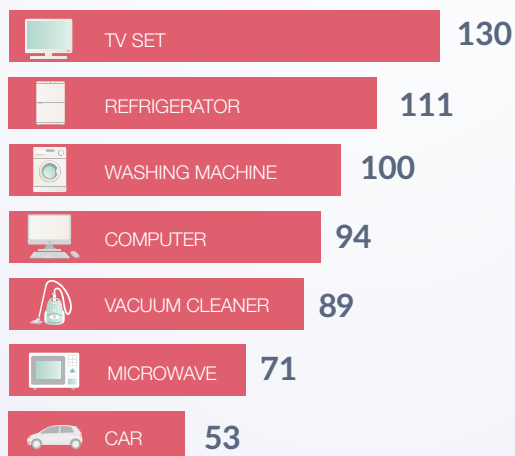 TV SET 130
REFRIGERATOR 111
WASHING MACHINE 100
COMPUTER 94
VACUUM CLEANER 89
MICROWAVE 71
CAR 53